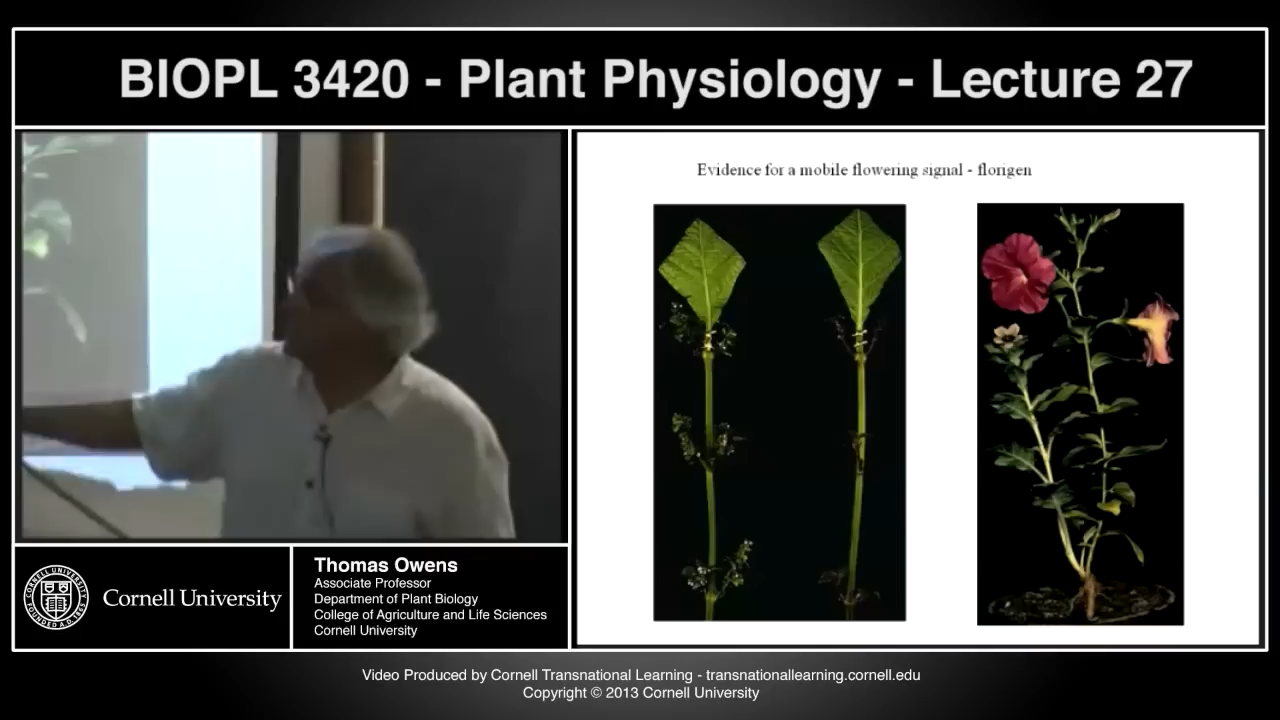 BIOPL 3420 - Plant Physiology - Lecture 27
Evidence for a mobile flowering signal - florigen
Cornell University
Thomas Owens
Associate Professor
Department of Plant Biology
College of Agriculture and Life Sciences
Cornell University
Video Produced by Cornell Transnational Learning - transnationallearning.cornell.edu
Copyright © 2013 Cornell University